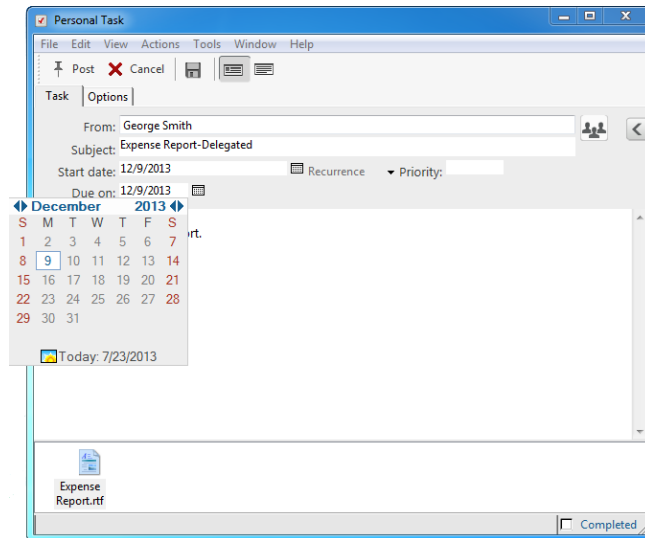 Personal Task
File Edit View Actions Tools Window Help
Post Cancel
Task Options
From: George Smith
Subject: Expense Report-Delegated
Start date: 12/9/2013 Recurrence Priority:
Due on: 12/9/2013
December 2013
S M T W T F S
1 2 3 4 5 6 7
8 9 10 11 12 13 14
15 16 17 18 19 20 21
22 23 24 25 26 27 28
29 30 31
Today: 7/23/2013
Expense
Report.rtf
Completed